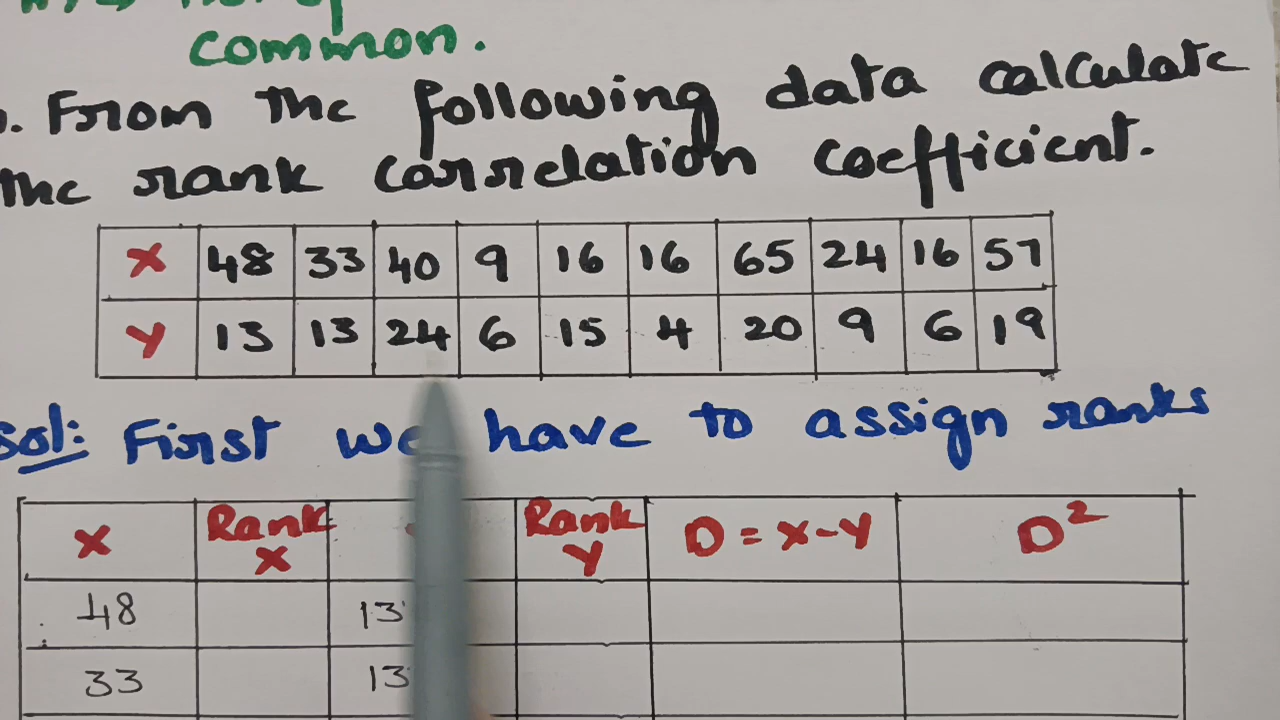 common.
. From the following data calculate
the rank correlation coefficient.
X 48 33 40 9 16 16 65 24 16 57
Y 13 13 24 6 15 4 20 9 6 19
Sol: First we have to assign ranks
X Rank X Rank Y D = X-Y D²
48 13
33 13